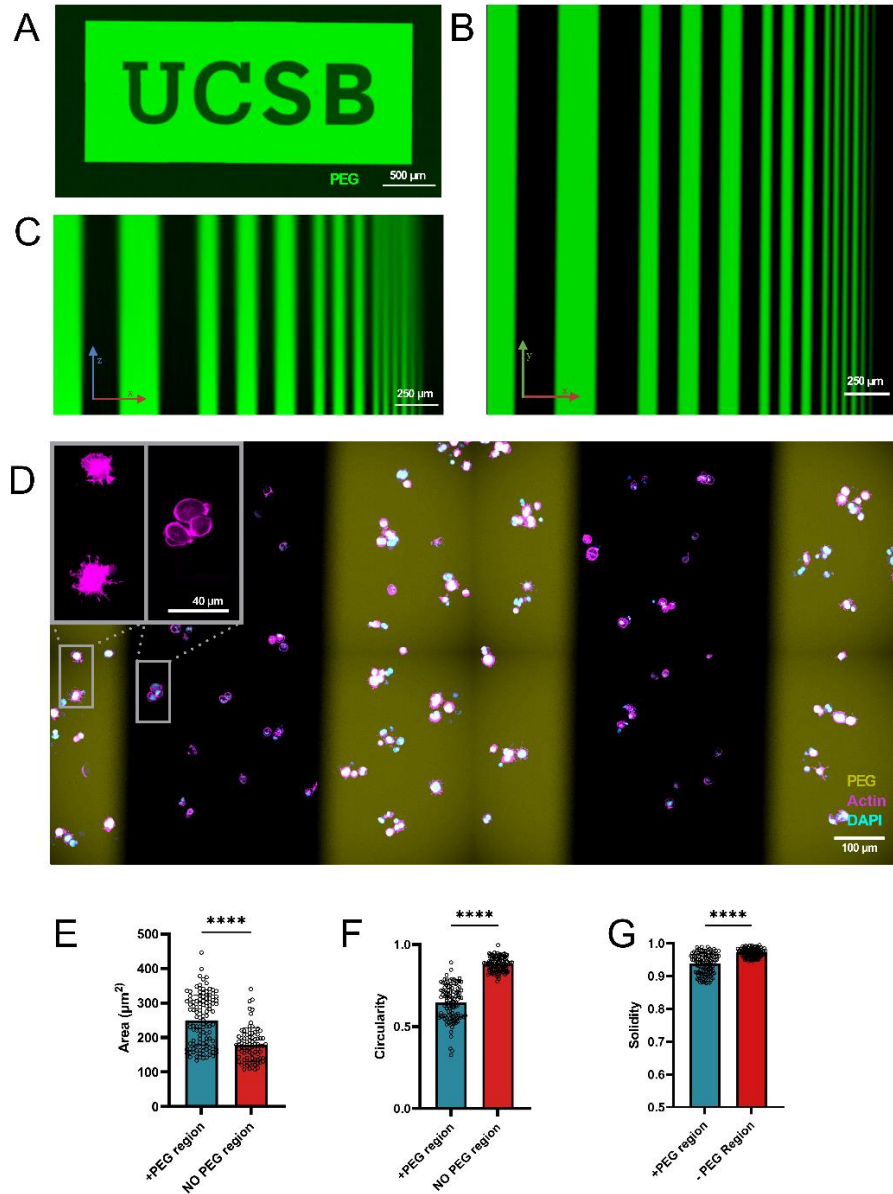 A
UCSB
PEG
500 µm
B
y
x
250 µm
C
z
x
250 µm
D
40 µm
PEG
Actin
DAPI
100 µm
E
****
Area (µm²)
500
400
300
200
100
0
+PEG region
NO PEG region
F
****
Circularity
1.0
0.5
0.0
+PEG region
NO PEG region
G
****
Solidity
1.0
0.9
0.8
0.7
0.6
0.5
+PEG region
- PEG Region